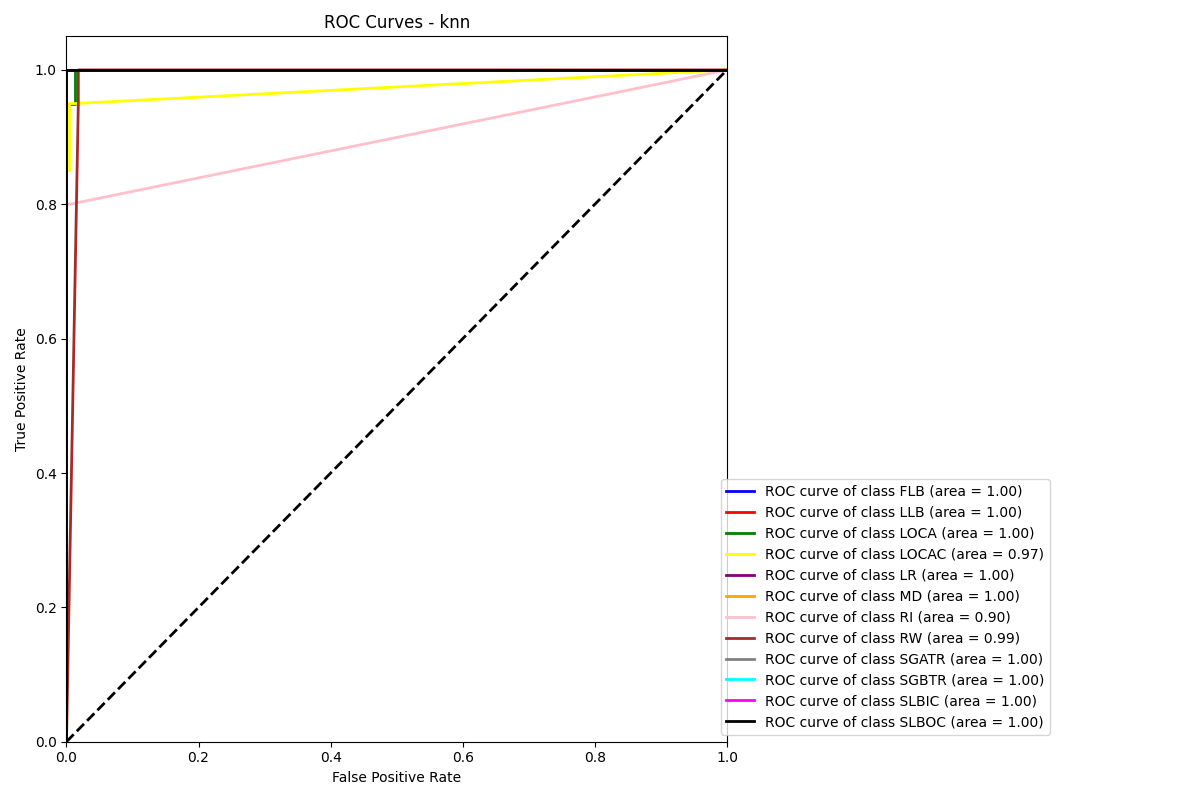 ROC Curves - knn
True Positive Rate
1.0
0.8
0.6
0.4
0.2
0.0
0.0 0.2 0.4 0.6 0.8 1.0
False Positive Rate
ROC curve of class FLB (area = 1.00)
ROC curve of class LLB (area = 1.00)
ROC curve of class LOCA (area = 1.00)
ROC curve of class LOCAC (area = 0.97)
ROC curve of class LR (area = 1.00)
ROC curve of class MD (area = 1.00)
ROC curve of class RI (area = 0.90)
ROC curve of class RW (area = 0.99)
ROC curve of class SGATR (area = 1.00)
ROC curve of class SGBTR (area = 1.00)
ROC curve of class SLBIC (area = 1.00)
ROC curve of class SLBOC (area = 1.00)